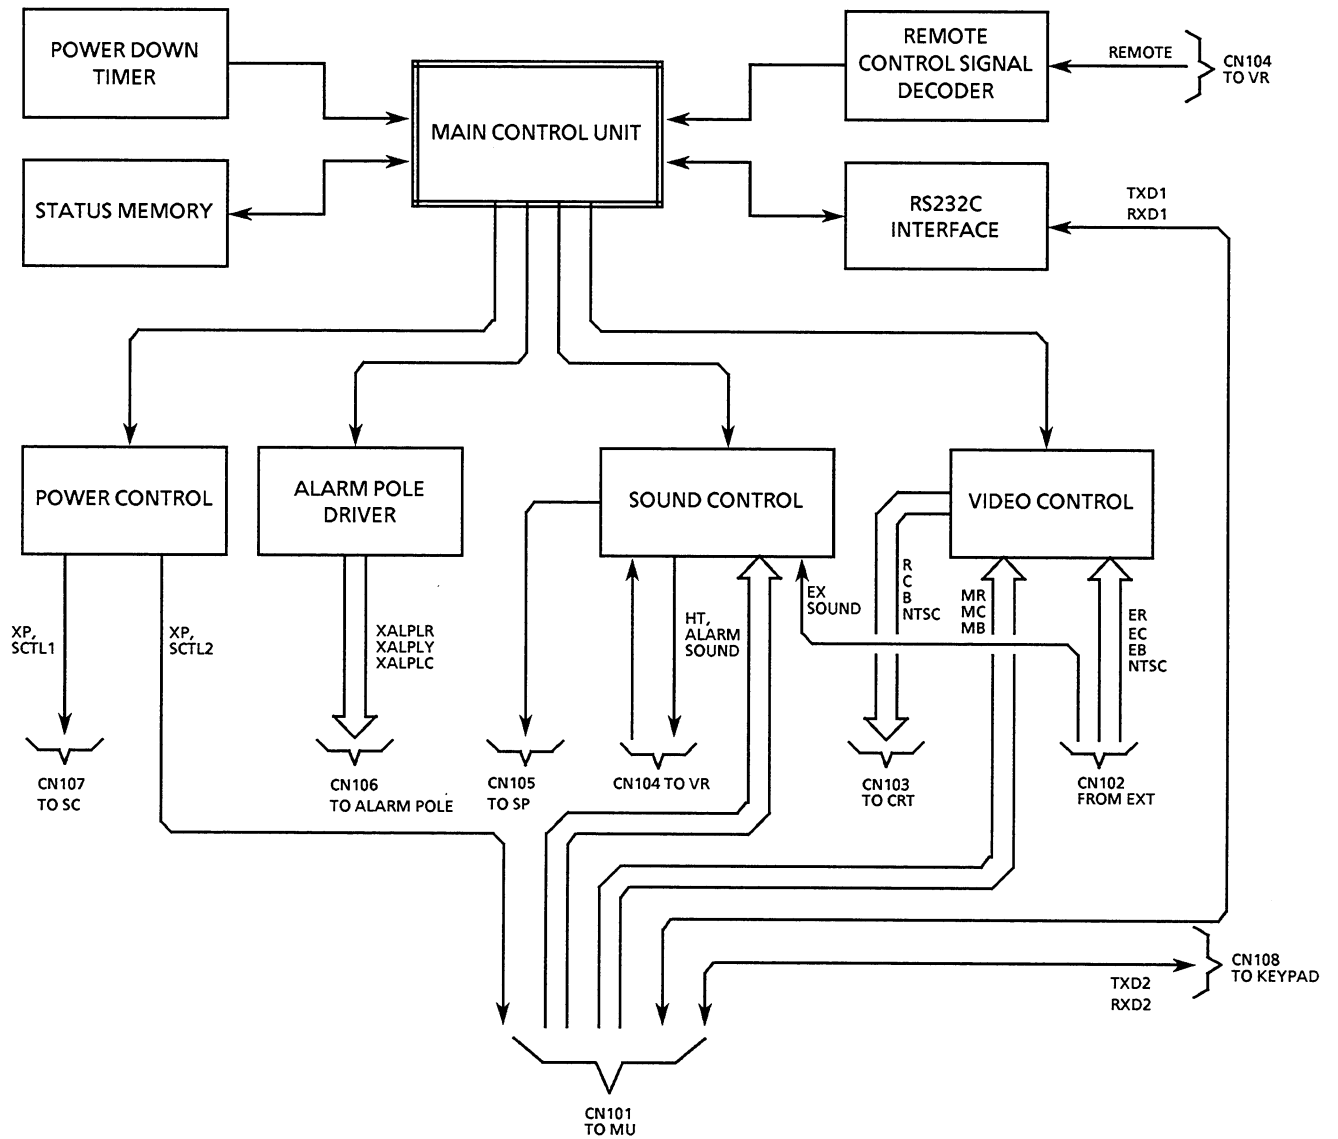 POWER DOWN
TIMER
MAIN CONTROL UNIT
REMOTE
CONTROL SIGNAL
DECODER
REMOTE
CN104
TO VR
STATUS MEMORY
RS232C
INTERFACE
TXD1
RXD1
POWER CONTROL
ALARM POLE
DRIVER
SOUND CONTROL
VIDEO CONTROL
XP,
SCTL1
XP,
SCTL2
XALPLR
XALPLY
XALPLC
HT,
ALARM
SOUND
EX
SOUND
R
C
B
NTSC
MR
MC
MB
ER
EC
EB
NTSC
CN107
TO SC
CN106
TO ALARM POLE
CN105
TO SP
CN104 TO VR
CN103
TO CRT
CN102
FROM EXT
CN108
TO KEYPAD
TXD2
RXD2
CN101
TO MU